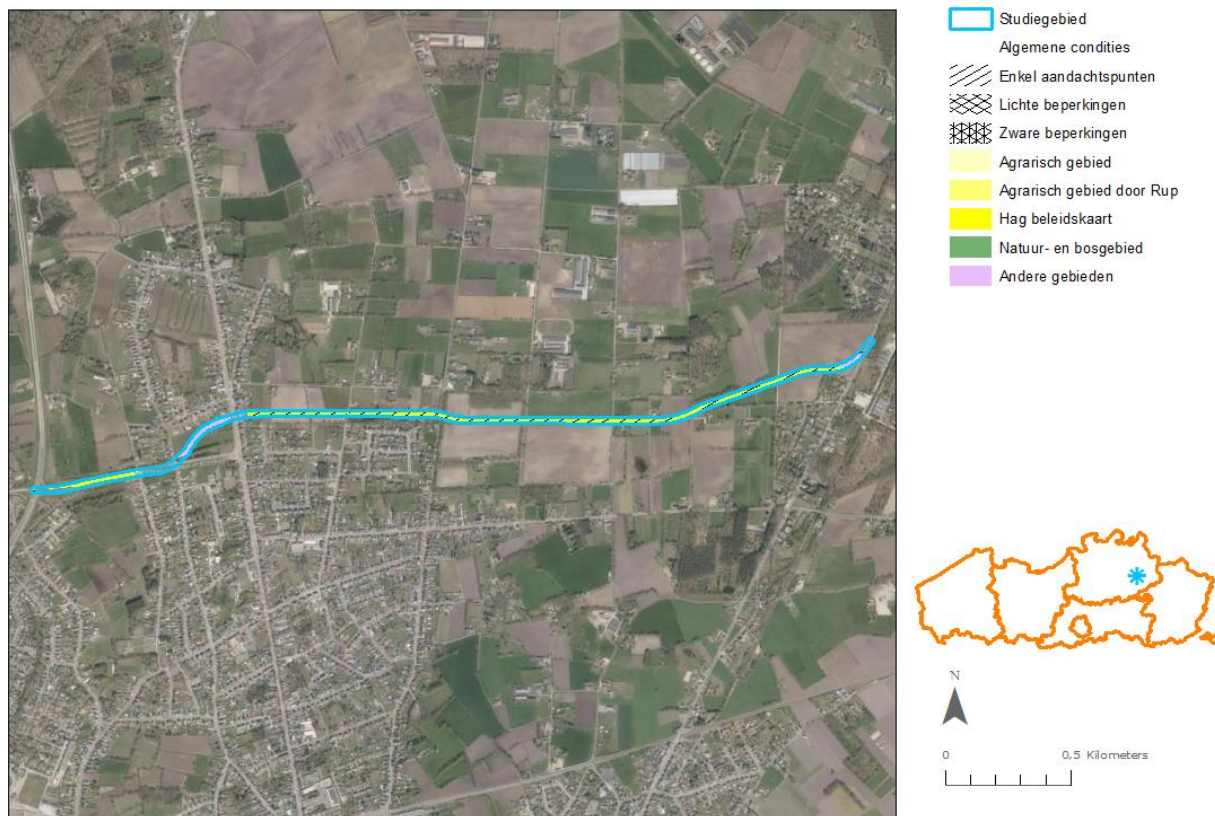 Studiegebied
Algemene condities
Enkel aandachtspunten
Lichte beperkingen
Zware beperkingen
Agrarisch gebied
Agrarisch gebied door Rup
Hag beleidskaart
Natuur- en bosgebied
Andere gebieden
N
0 0,5 Kilometers